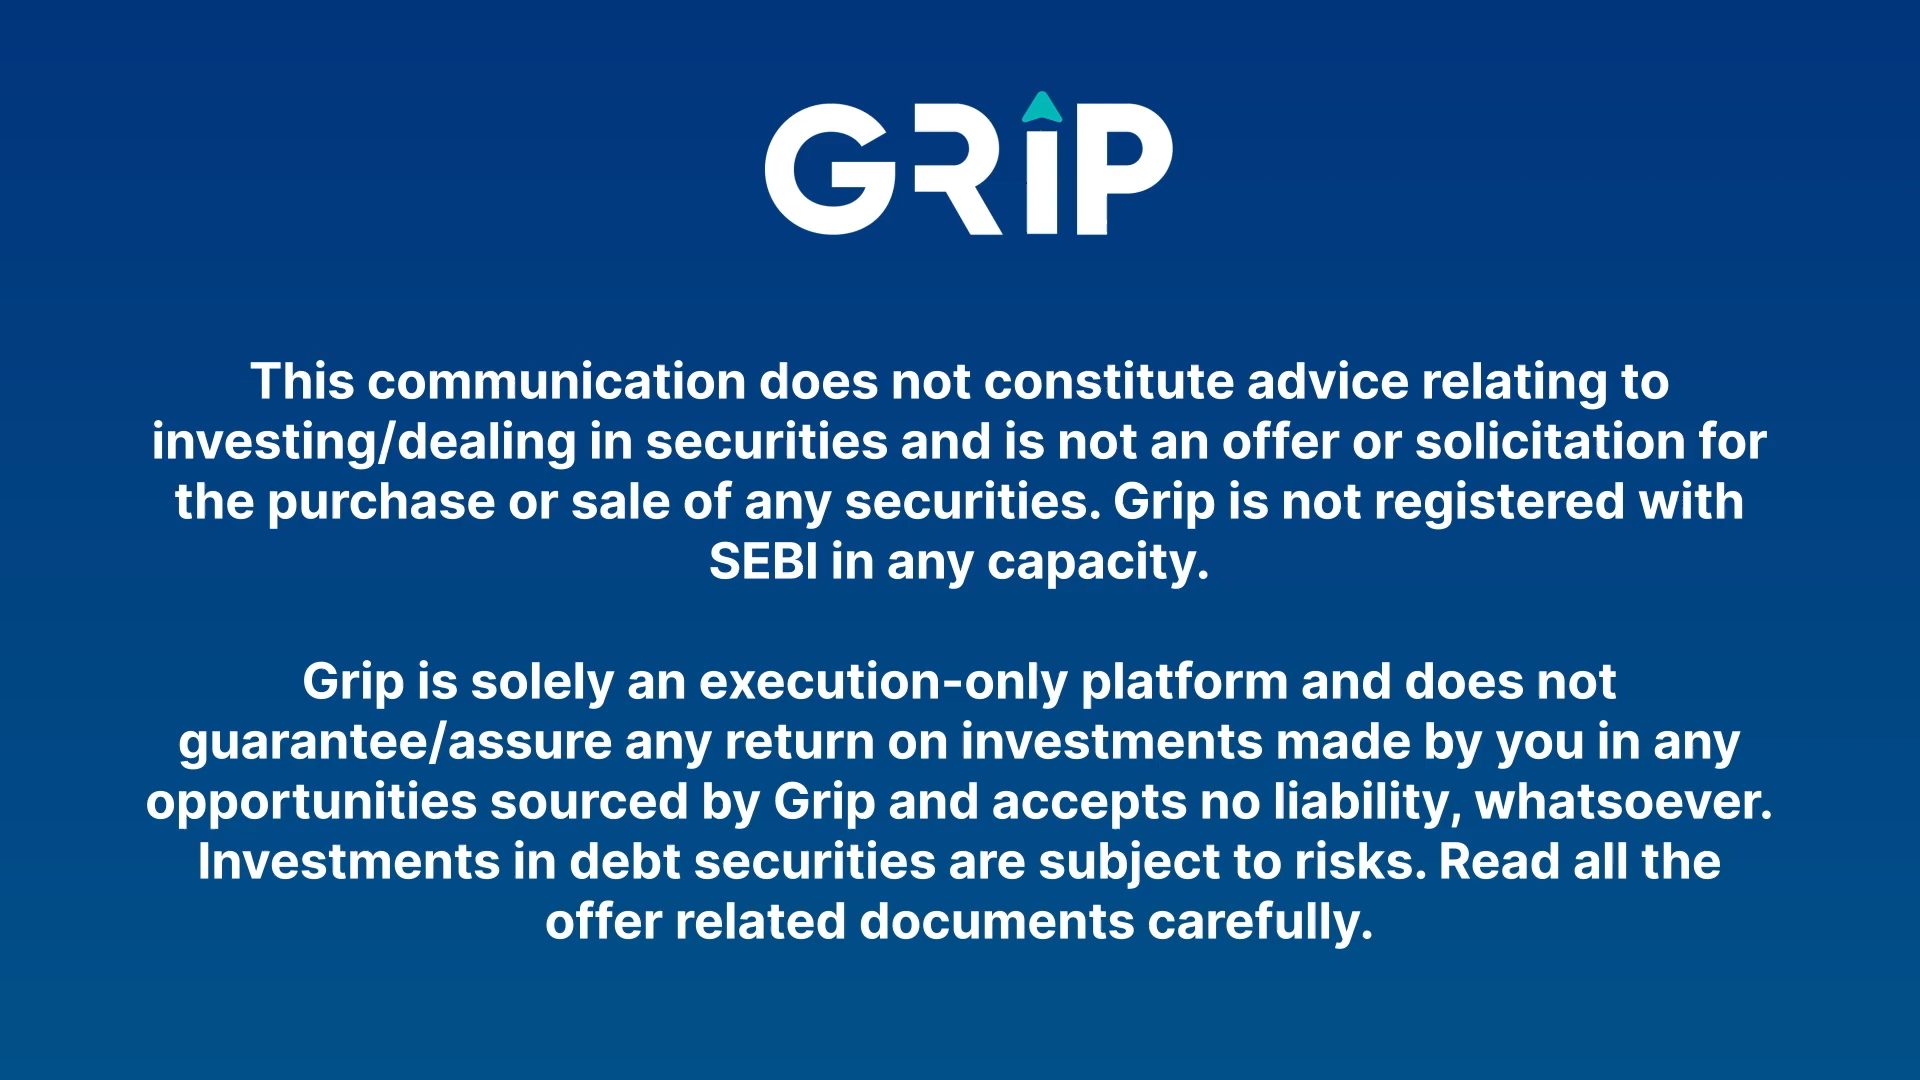 GRIP
This communication does not constitute advice relating to
investing/dealing in securities and is not an offer or solicitation for
the purchase or sale of any securities. Grip is not registered with
SEBI in any capacity.
Grip is solely an execution-only platform and does not
guarantee/assure any return on investments made by you in any
opportunities sourced by Grip and accepts no liability, whatsoever.
Investments in debt securities are subject to risks. Read all the
offer related documents carefully.